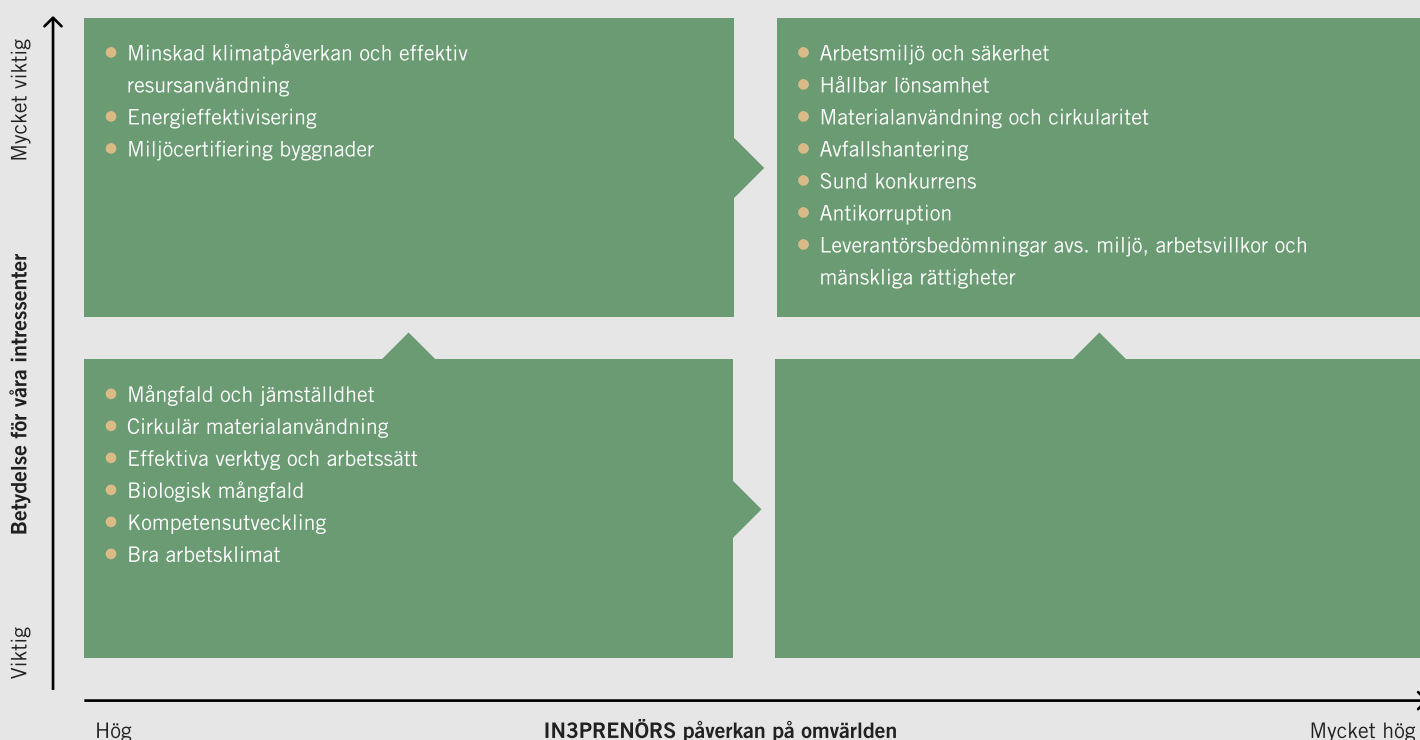 Mycket viktig
Betydelse för våra intressenter
Viktig
Minskad klimatpåverkan och effektiv
resursanvändning
Energieffektivisering
Miljöcertifiering byggnader
Arbetsmiljö och säkerhet
Hållbar lönsamhet
Materialanvändning och cirkularitet
Avfallshantering
Sund konkurrens
Antikorruption
Leverantörsbedömningar avs. miljö, arbetsvillkor och
mänskliga rättigheter
Mångfald och jämställdhet
Cirkulär materialanvändning
Effektiva verktyg och arbetssätt
Biologisk mångfald
Kompetensutveckling
Bra arbetsklimat
Hög
IN3PRENÖRS påverkan på omvärlden
Mycket hög